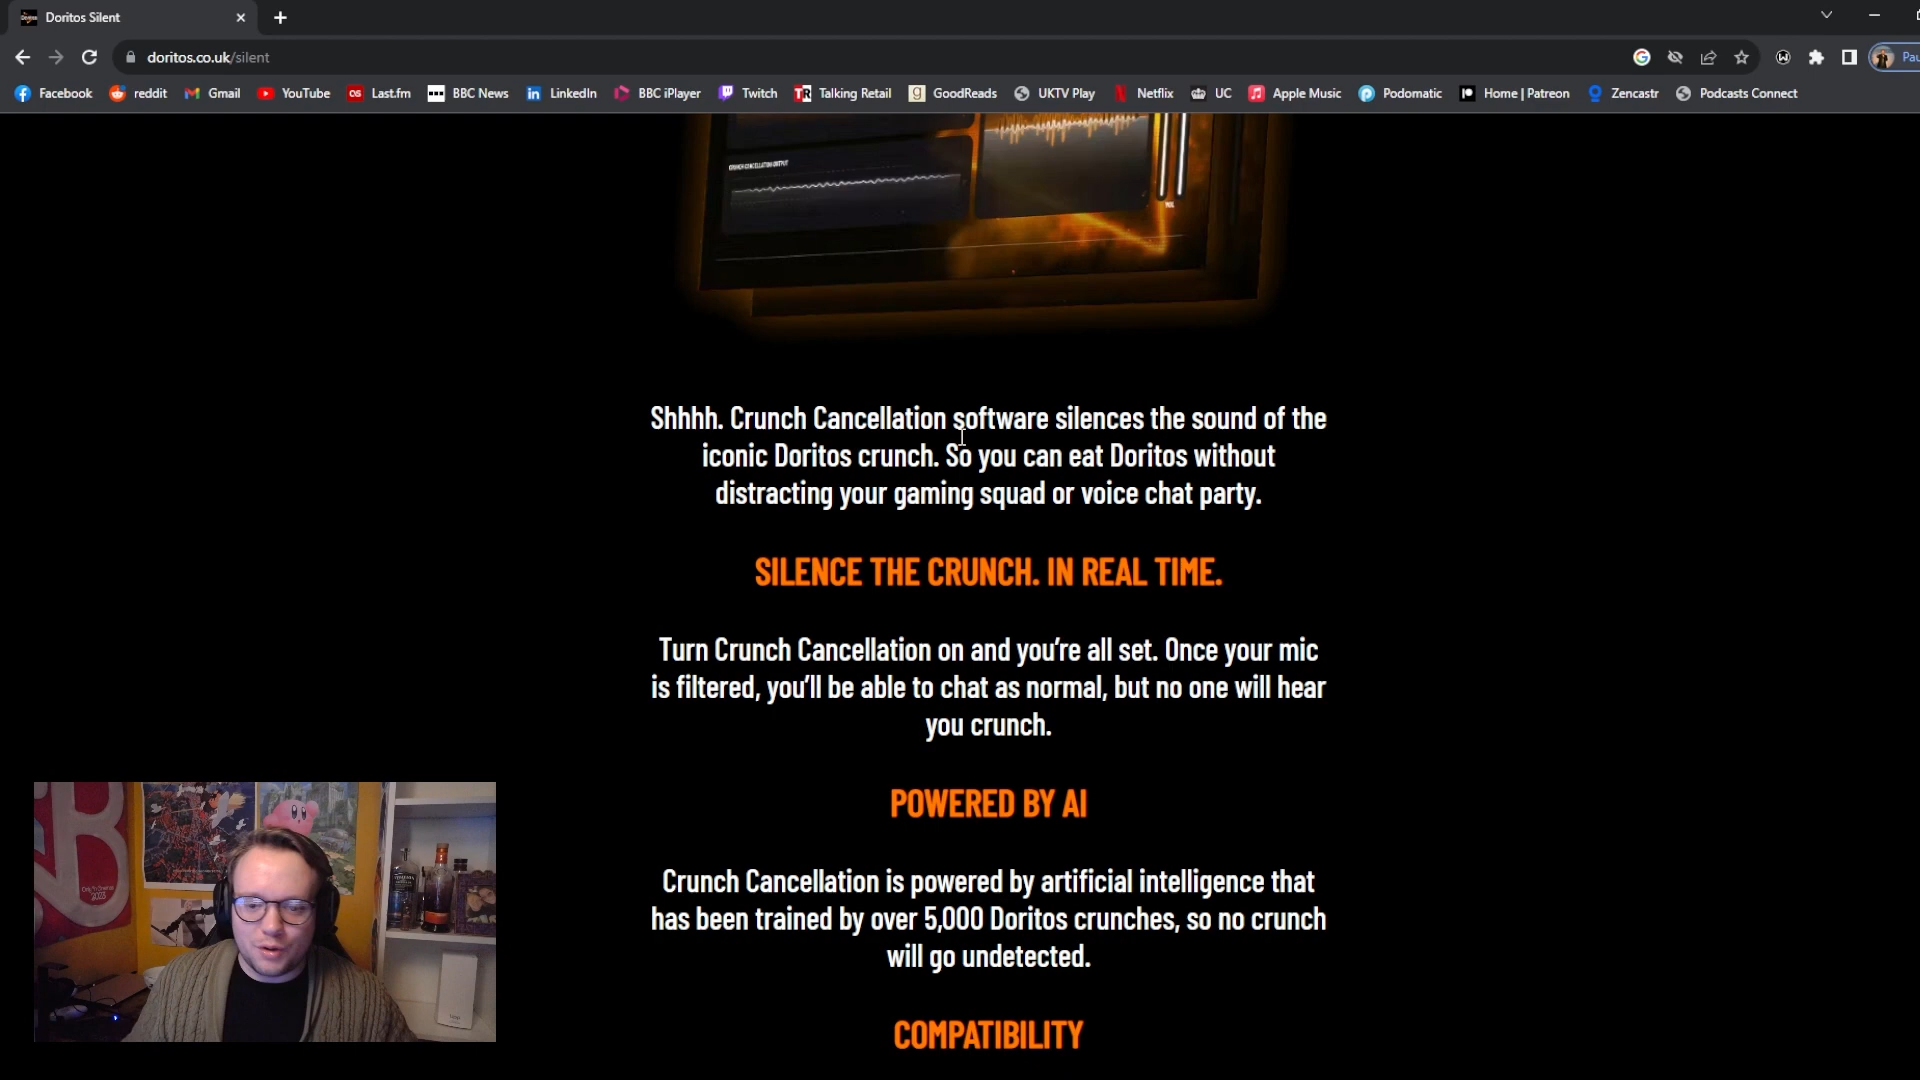 Doritos Silent
doritos.co.uk/silent
Pau
Facebook reddit Gmail YouTube Last.fm BBC News LinkedIn BBC iPlayer Twitch Talking Retail GoodReads UKTV Play Netflix UC Apple Music Podomatic Home | Patreon Zencastr Podcasts Connect
CRUNCH CANCELLATION OUTPUT
Shhhh. Crunch Cancellation software silences the sound of the
iconic Doritos crunch. So you can eat Doritos without
distracting your gaming squad or voice chat party.
SILENCE THE CRUNCH. IN REAL TIME.
Turn Crunch Cancellation on and you’re all set. Once your mic
is filtered, you’ll be able to chat as normal, but no one will hear
you crunch.
POWERED BY AI
Crunch Cancellation is powered by artificial intelligence that
has been trained by over 5,000 Doritos crunches, so no crunch
will go undetected.
COMPATIBILITY